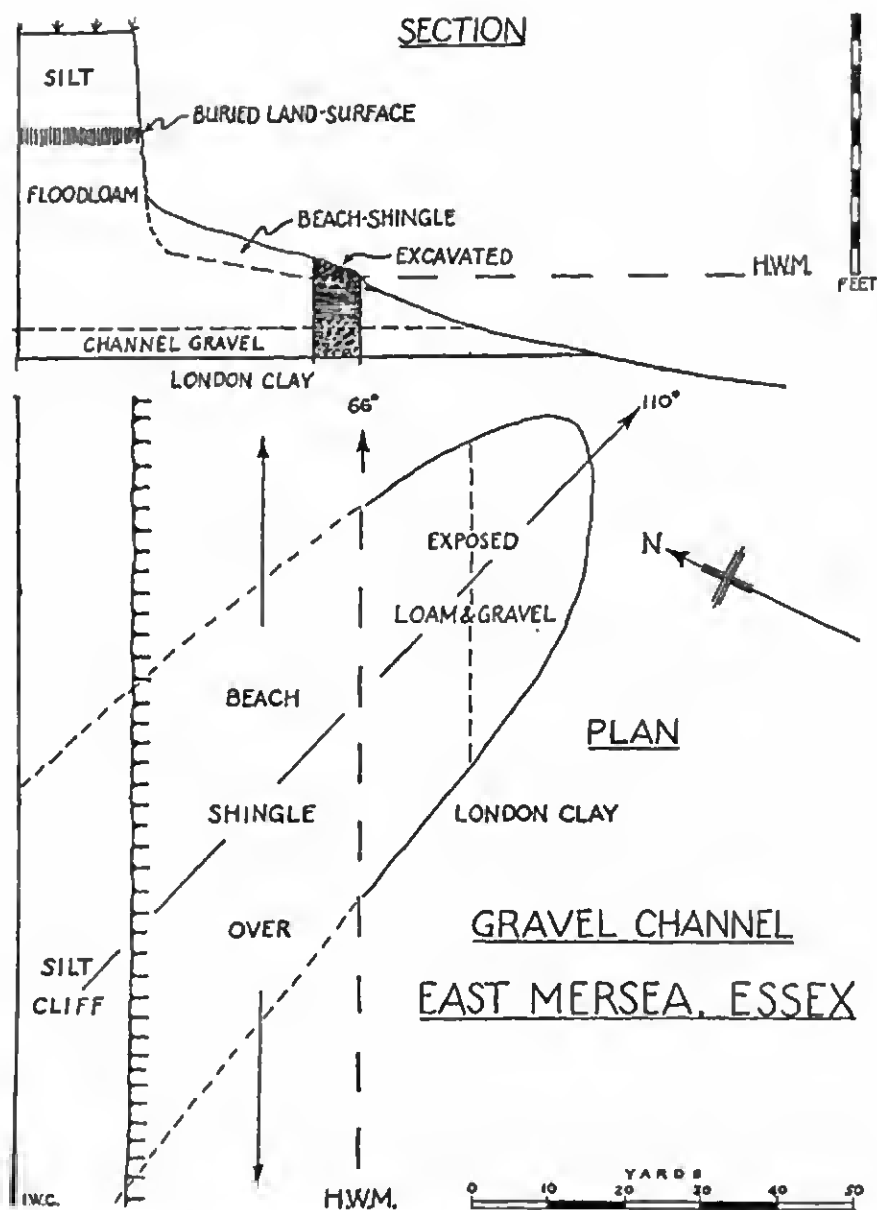 SECTION
SILT
BURIED LAND-SURFACE
FLOODLOAM
BEACH-SHINGLE
EXCAVATED
H.W.M.
FEET
CHANNEL GRAVEL
LONDON CLAY
66°
110°
EXPOSED
N
LOAM & GRAVEL
BEACH
PLAN
SHINGLE
LONDON CLAY
OVER
GRAVEL CHANNEL
SILT
CLIFF
EAST MERSEA, ESSEX
YARDS
I.W.C.
H.W.M.
0 10 20 30 40 50